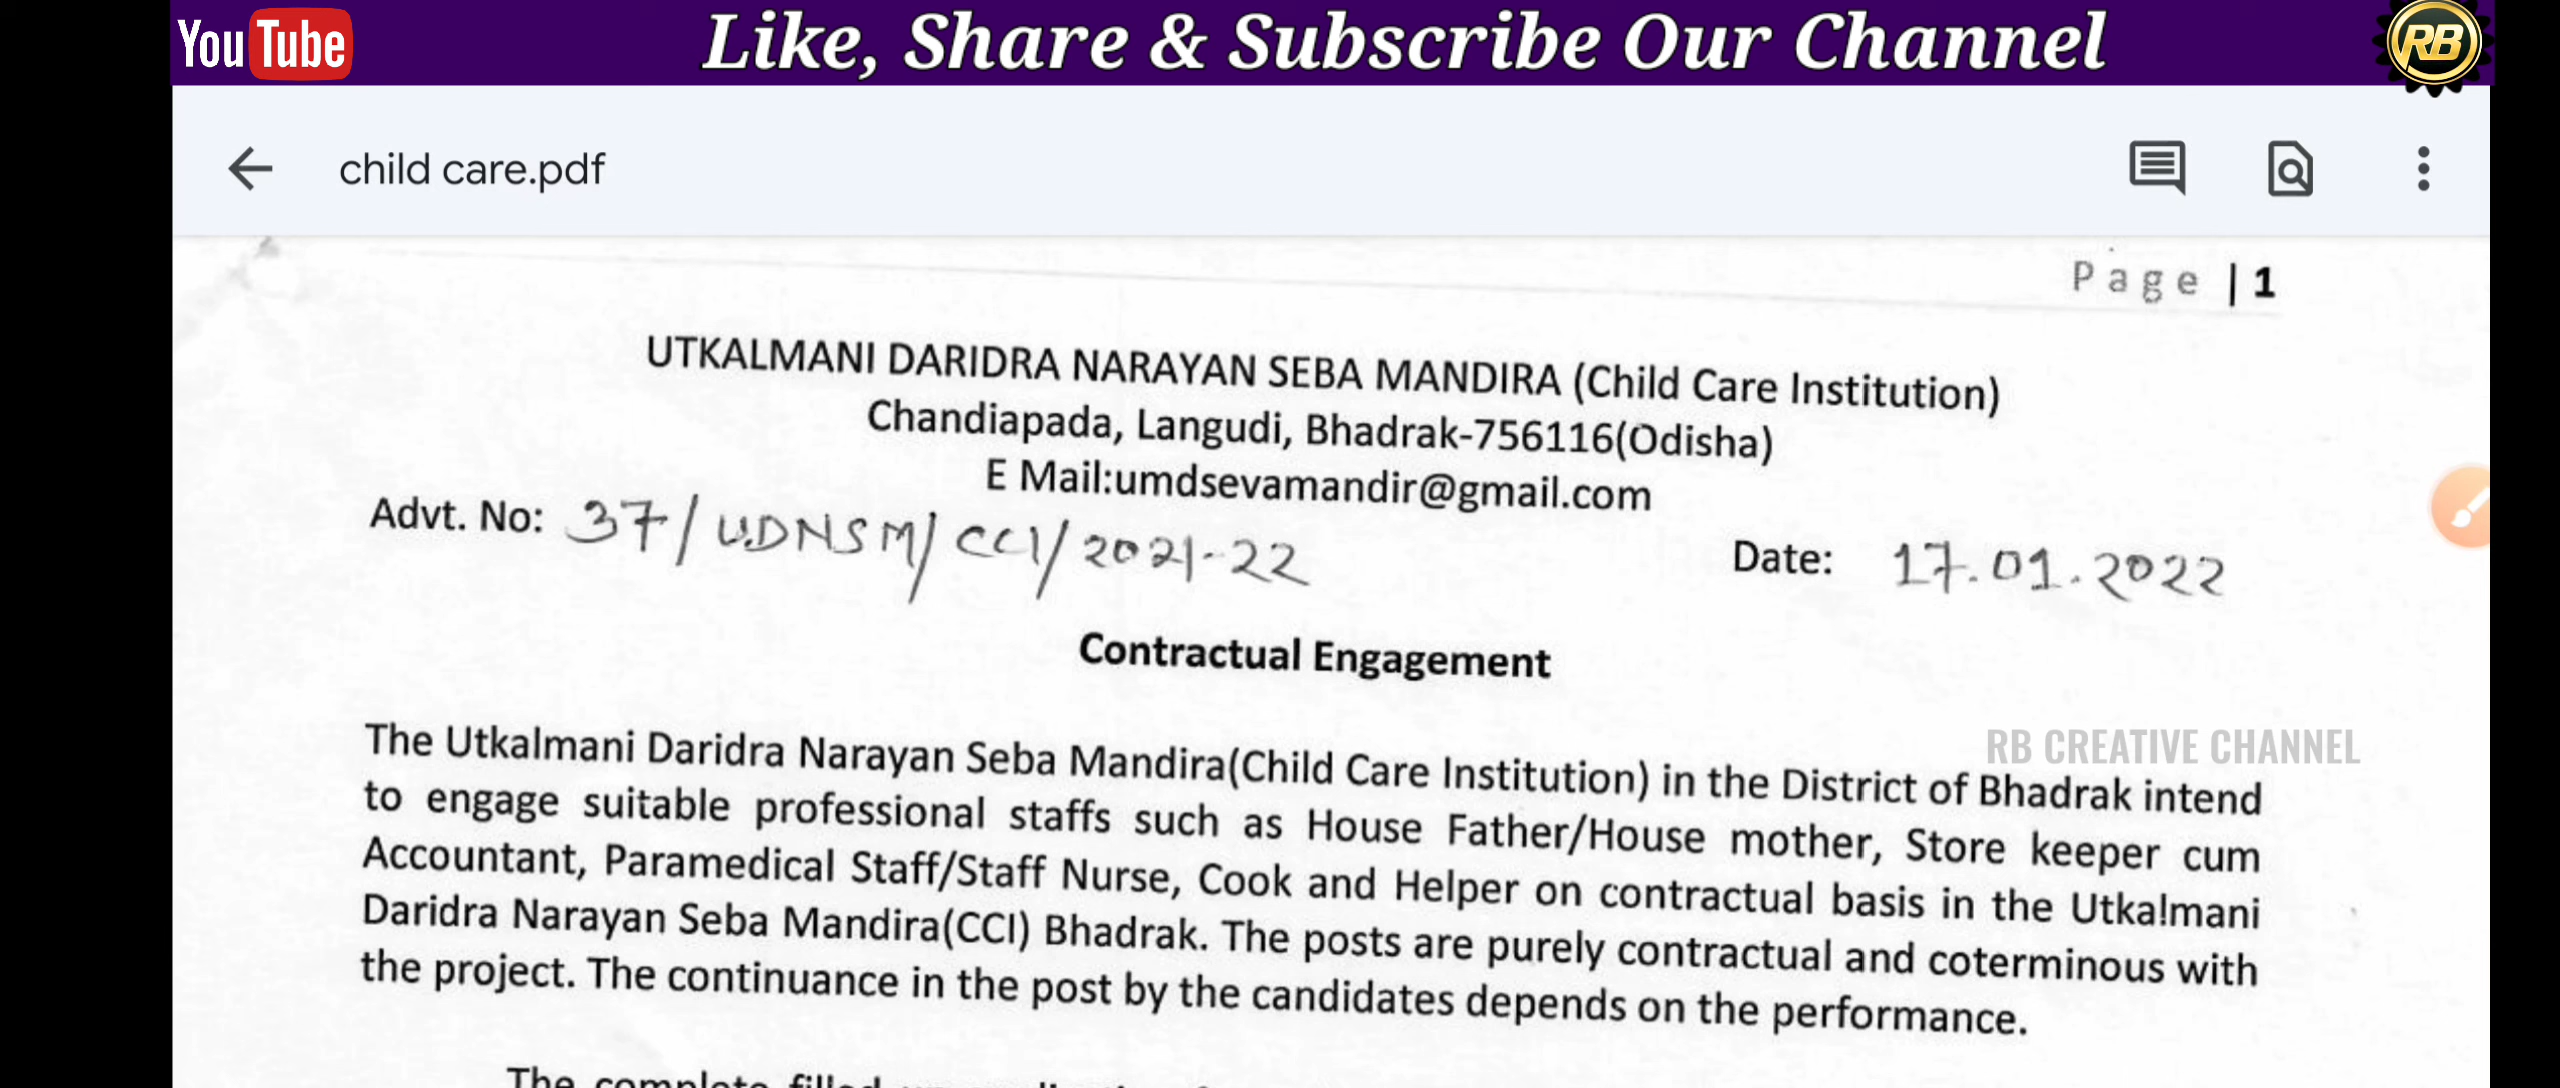 YouTube
Like, Share & Subscribe Our Channel
RB
child care.pdf
Page | 1
UTKALMANI DARIDRA NARAYAN SEBA MANDIRA (Child Care Institution)
Chandiapada, Langudi, Bhadrak-756116(Odisha)
E Mail:umdsevamandir@gmail.com
Advt. No: 37/UDNSM/CCI/2021-22
Date: 17.01.2022
Contractual Engagement
RB CREATIVE CHANNEL
The Utkalmani Daridra Narayan Seba Mandira(Child Care Institution) in the District of Bhadrak intend
to engage suitable professional staffs such as House Father/House mother, Store keeper cum
Accountant, Paramedical Staff/Staff Nurse, Cook and Helper on contractual basis in the Utkalmani
Daridra Narayan Seba Mandira(CCI) Bhadrak. The posts are purely contractual and coterminous with
the project. The continuance in the post by the candidates depends on the performance.
The complete filled